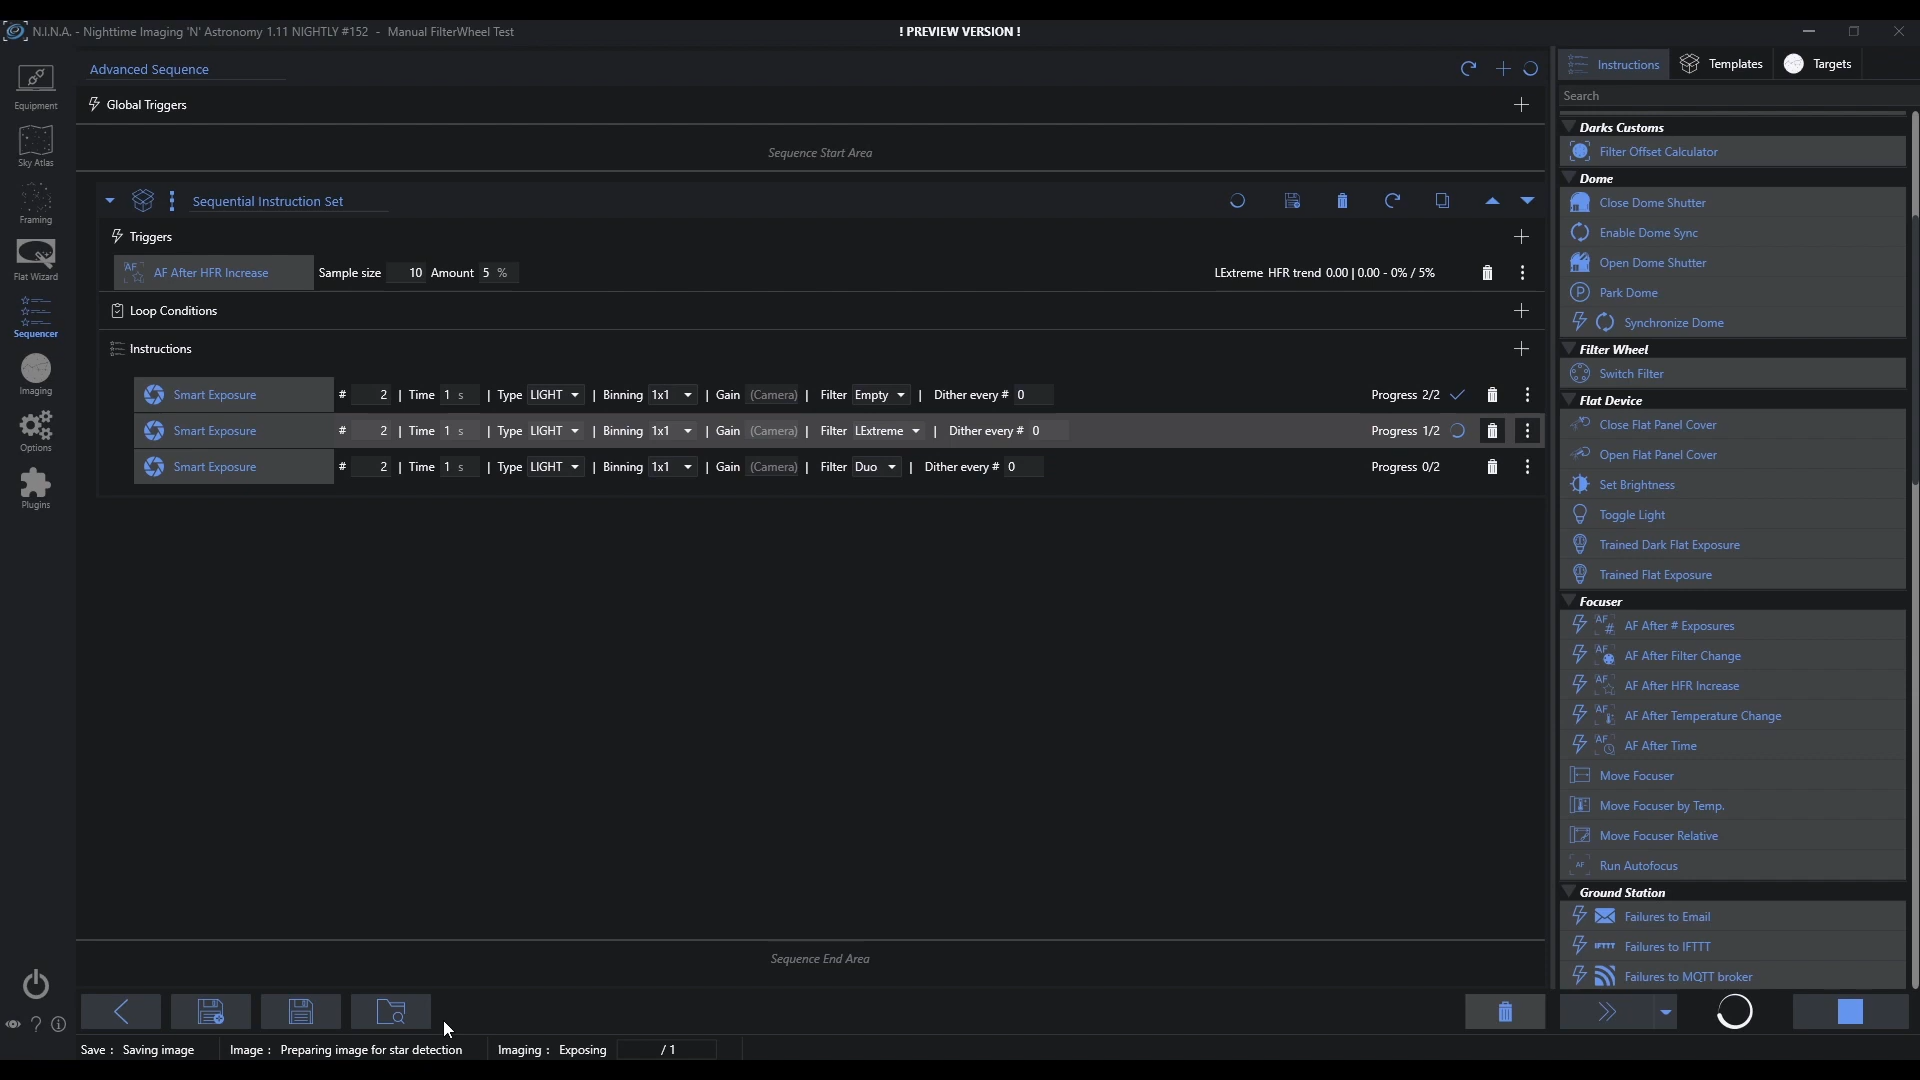 N.I.N.A. - Nighttime Imaging 'N' Astronomy 1.11 NIGHTLY #152 - Manual FilterWheel Test
! PREVIEW VERSION !
Equipment
Sky Atlas
Framing
Flat Wizard
Sequencer
Imaging
Options
Plugins
Advanced Sequence
Global Triggers
Sequence Start Area
Sequential Instruction Set
Triggers
AF After HFR Increase Sample size 10 Amount 5 % LExtreme HFR trend 0.00 | 0.00 - 0% / 5%
Loop Conditions
Instructions
Smart Exposure # 2 | Time 1 s | Type LIGHT | Binning 1x1 | Gain (Camera) | Filter Empty | Dither every # 0 Progress 2/2
Smart Exposure # 2 | Time 1 s | Type LIGHT | Binning 1x1 | Gain (Camera) | Filter LExtreme | Dither every # 0 Progress 1/2
Smart Exposure # 2 | Time 1 s | Type LIGHT | Binning 1x1 | Gain (Camera) | Filter Duo | Dither every # 0 Progress 0/2
Sequence End Area
Save : Saving image Image : Preparing image for star detection Imaging : Exposing / 1
Instructions Templates Targets
Search
Darks Customs
Filter Offset Calculator
Dome
Close Dome Shutter
Enable Dome Sync
Open Dome Shutter
Park Dome
Synchronize Dome
Filter Wheel
Switch Filter
Flat Device
Close Flat Panel Cover
Open Flat Panel Cover
Set Brightness
Toggle Light
Trained Dark Flat Exposure
Trained Flat Exposure
Focuser
AF # AF After # Exposures
AF AF After Filter Change
AF AF After HFR Increase
AF AF After Temperature Change
AF AF After Time
Move Focuser
Move Focuser by Temp.
Move Focuser Relative
AF Run Autofocus
Ground Station
Failures to Email
IFTTT Failures to IFTTT
Failures to MQTT broker